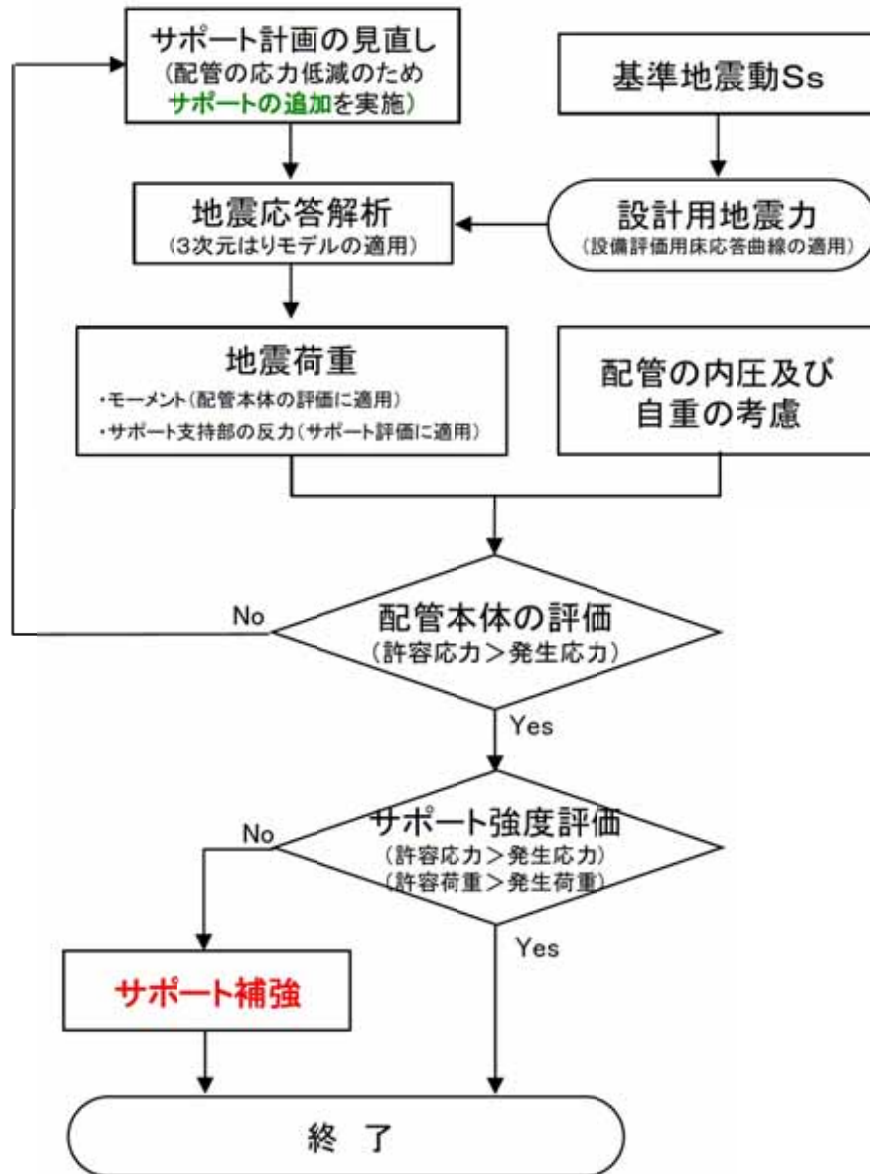 サポート計画の見直し
(配管の応力低減のため
サポートの追加を実施)
基準地震動Ss
地震応答解析
(3次元はりモデルの適用)
設計用地震力
(設備評価用床応答曲線の適用)
地震荷重
・モーメント(配管本体の評価に適用)
・サポート支持部の反力(サポート評価に適用)
配管の内圧及び
自重の考慮
No
配管本体の評価
(許容応力>発生応力)
Yes
No
サポート強度評価
(許容応力>発生応力)
(許容荷重>発生荷重)
Yes
サポート補強
終 了